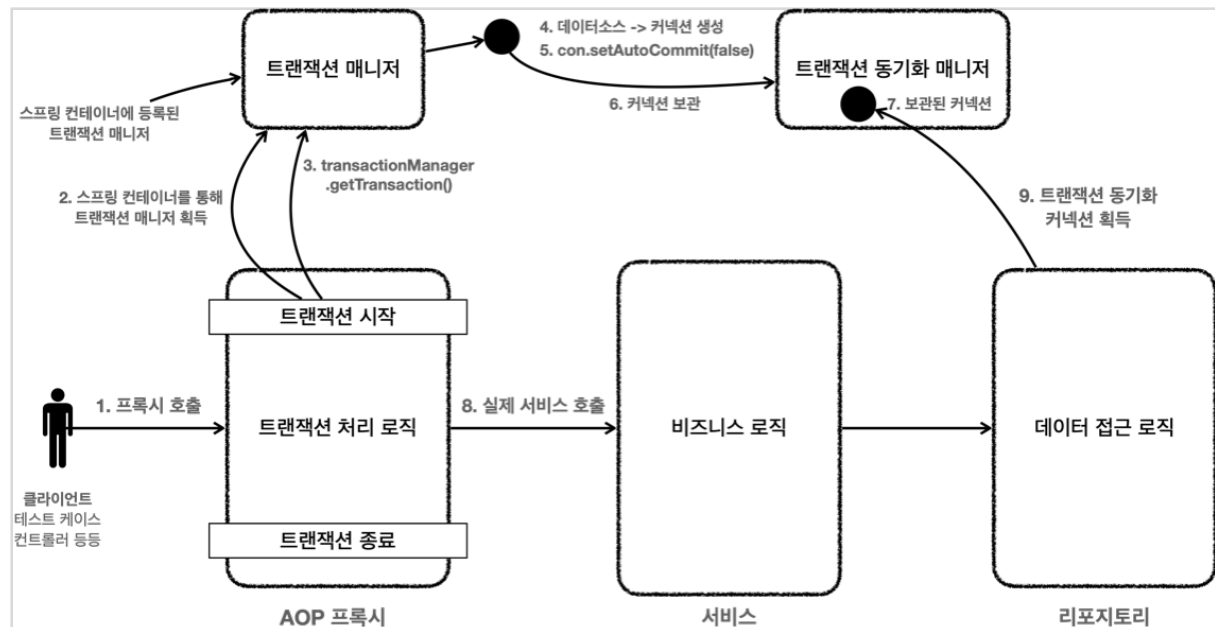 트랜잭션 매니저
4. 데이터소스 -> 커넥션 생성
5. con.setAutoCommit(false)
트랜잭션 동기화 매니저
6. 커넥션 보관
7. 보관된 커넥션
스프링 컨테이너에 등록된
트랜잭션 매니저
3. transactionManager
.getTransaction()
2. 스프링 컨테이너를 통해
트랜잭션 매니저 획득
9. 트랜잭션 동기화
커넥션 획득
트랜잭션 시작
1. 프록시 호출
트랜잭션 처리 로직
8. 실제 서비스 호출
비즈니스 로직
데이터 접근 로직
클라이언트
테스트 케이스
컨트롤러 등등
트랜잭션 종료
AOP 프록시
서비스
리포지토리